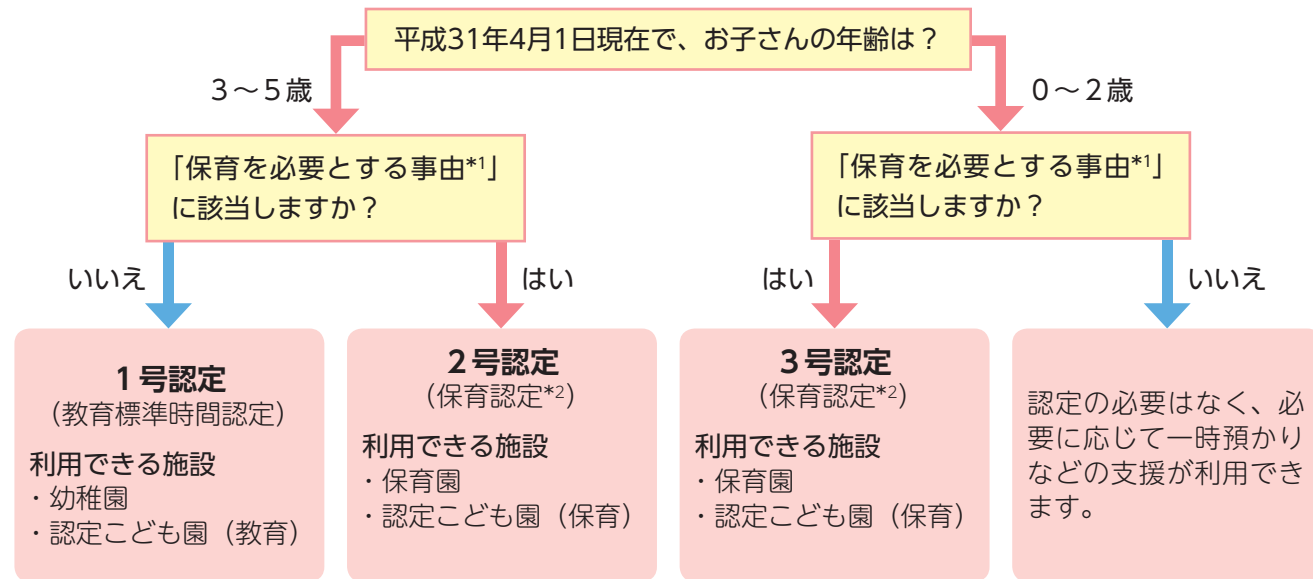 平成31年4月1日現在で、お子さんの年齢は？
３～５歳
０～２歳
「保育を必要とする事由*1」
に該当しますか？
「保育を必要とする事由*1」
に該当しますか？
いいえ
はい
はい
いいえ
１号認定
（教育標準時間認定）
利用できる施設
・幼稚園
・認定こども園（教育）
２号認定
（保育認定*2）
利用できる施設
・保育園
・認定こども園（保育）
３号認定
（保育認定*2）
利用できる施設
・保育園
・認定こども園（保育）
認定の必要はなく、必
要に応じて一時預かり
などの支援が利用でき
ます。